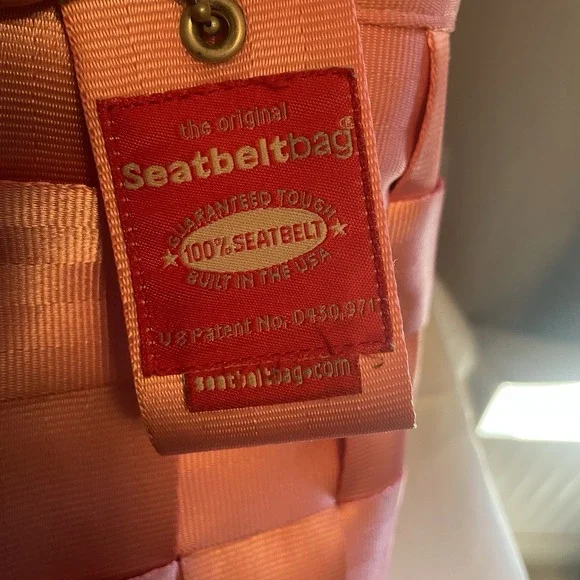 the original
Seatbeltbag®
GUARANTEED TOUGH
100% SEATBELT
BUILT IN THE USA
US Patent No. D430,971
seatbeltbag.com